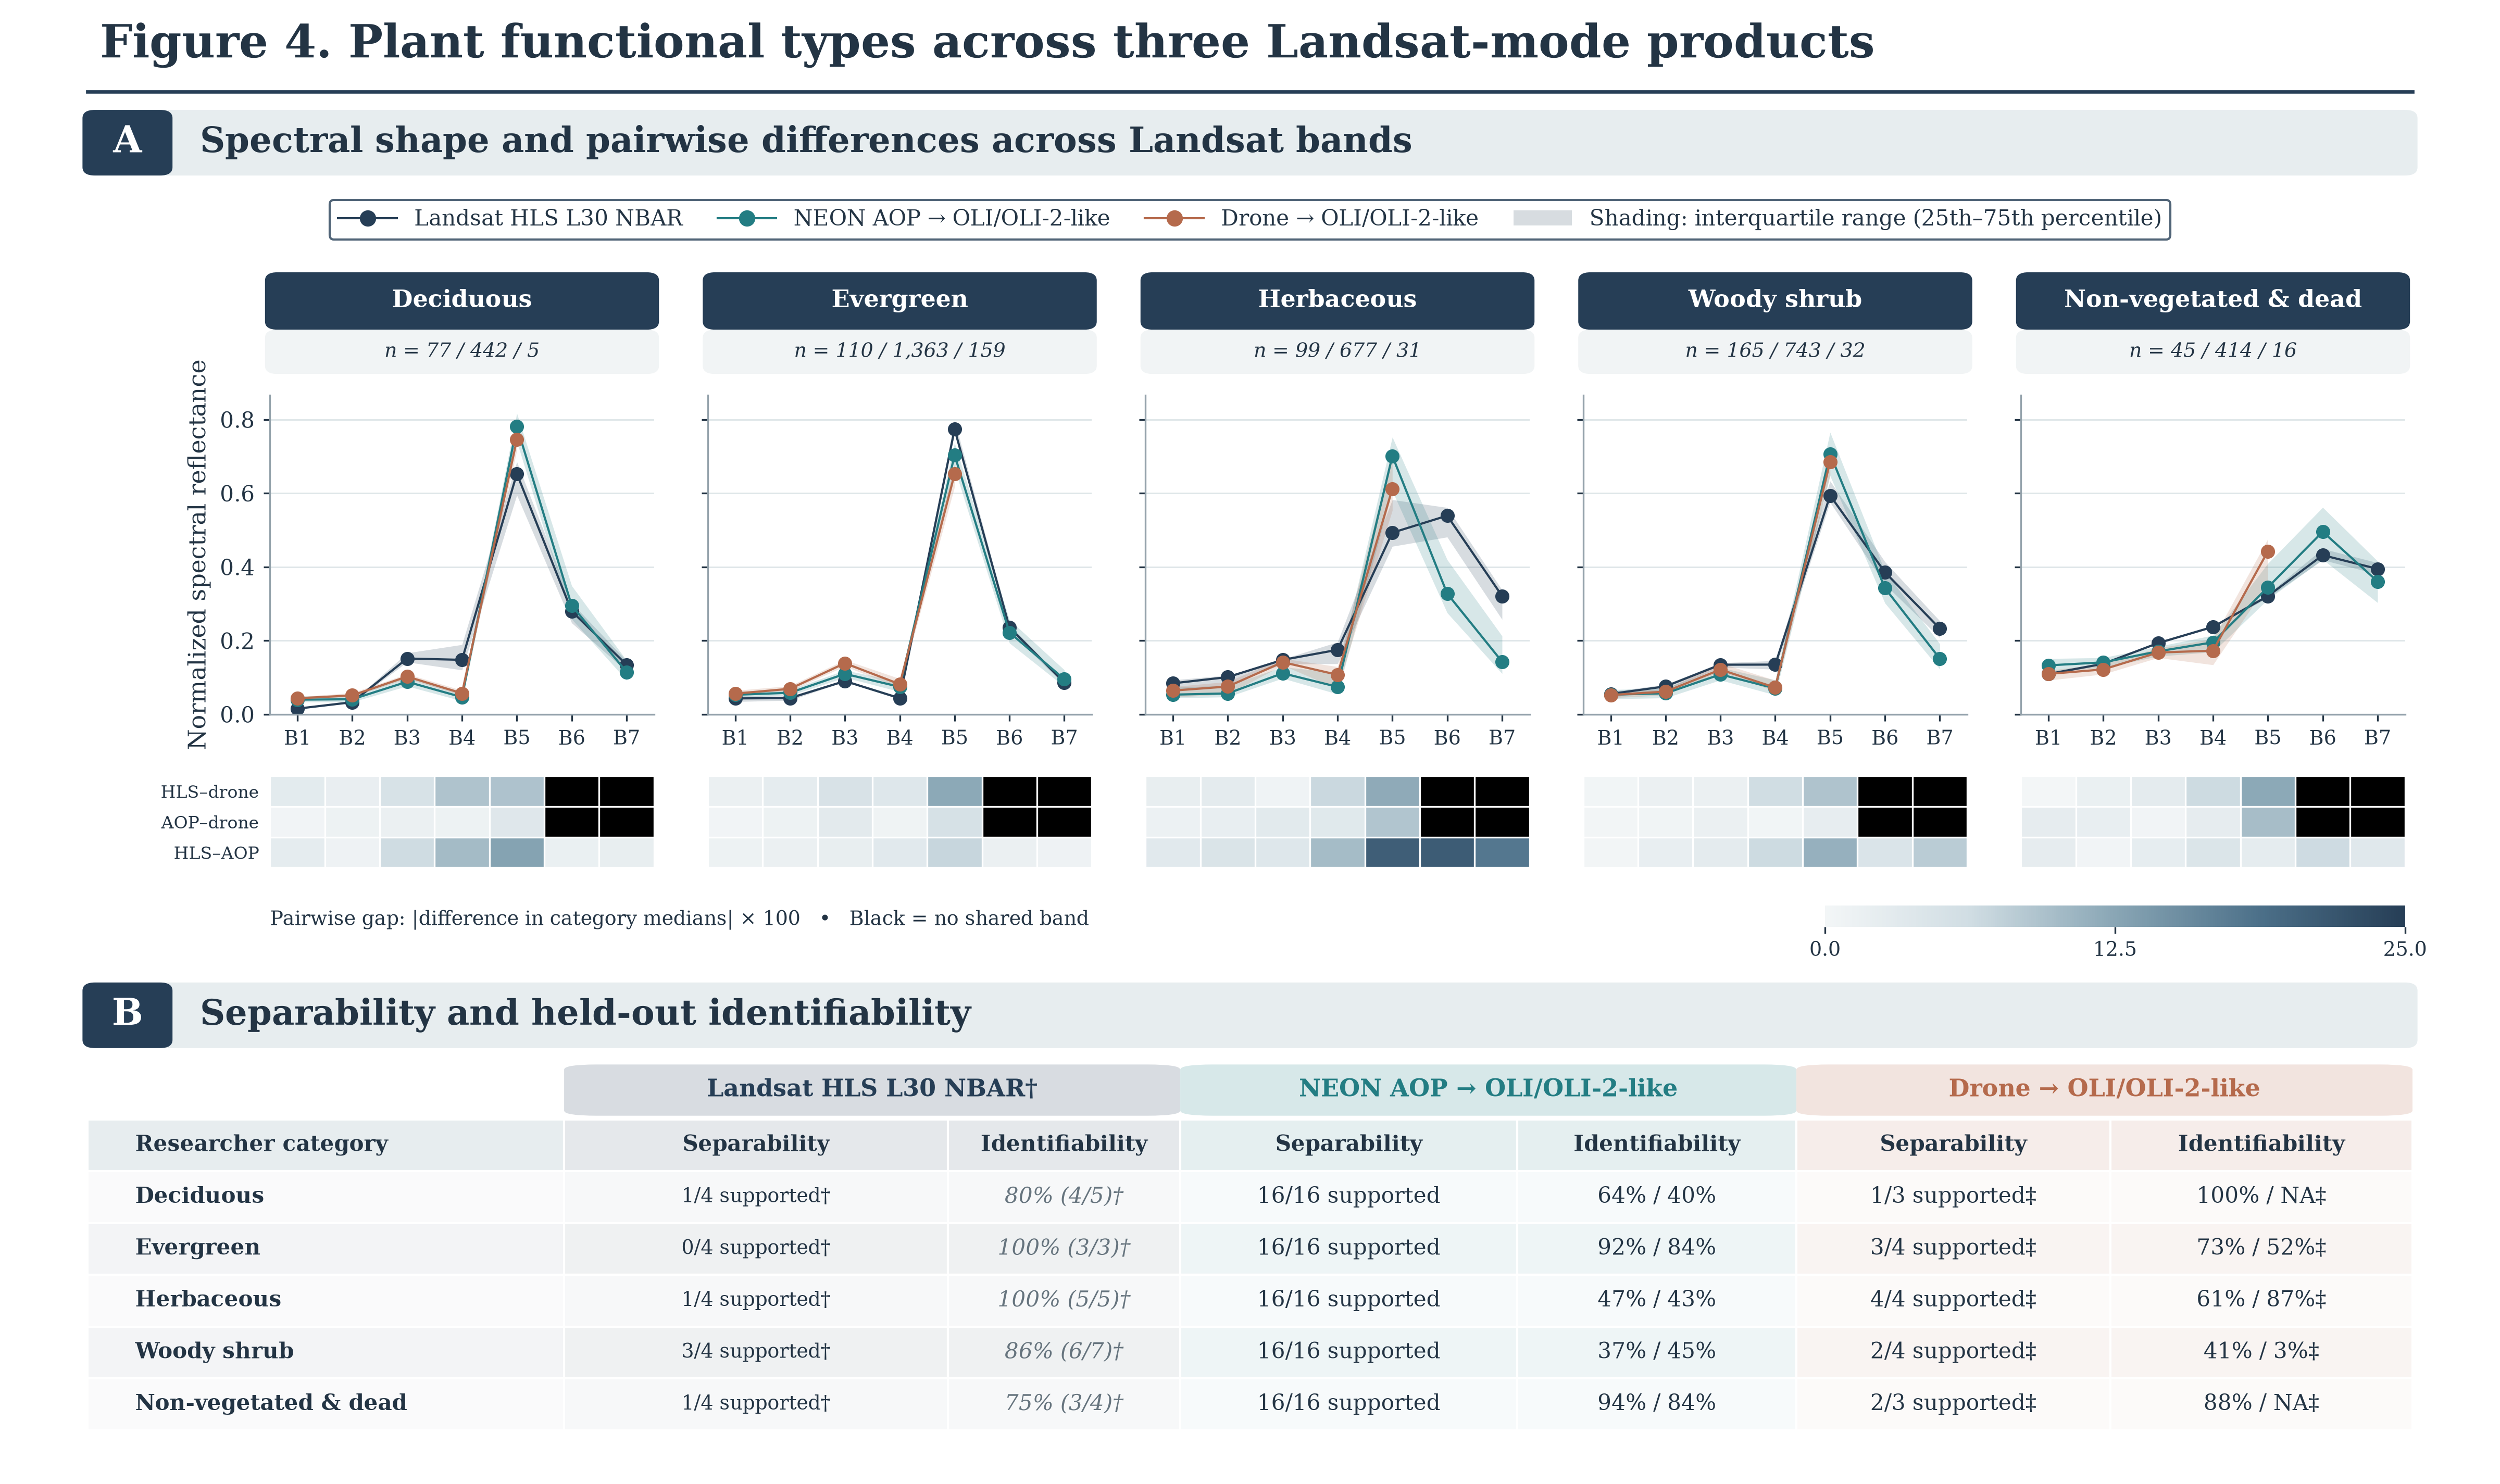 Figure 4. Plant functional types across three Landsat-mode products
A Spectral shape and pairwise differences across Landsat bands
Landsat HLS L30 NBAR NEON AOP → OLI/OLI-2-like Drone → OLI/OLI-2-like Shading: interquartile range (25th–75th percentile)
Deciduous Evergreen Herbaceous Woody shrub Non-vegetated & dead
n = 77 / 442 / 5 n = 110 / 1,363 / 159 n = 99 / 677 / 31 n = 165 / 743 / 32 n = 45 / 414 / 16
Normalized spectral reflectance
0.8
0.6
0.4
0.2
0.0
B1 B2 B3 B4 B5 B6 B7 B1 B2 B3 B4 B5 B6 B7 B1 B2 B3 B4 B5 B6 B7 B1 B2 B3 B4 B5 B6 B7 B1 B2 B3 B4 B5 B6 B7
HLS–drone
AOP–drone
HLS–AOP
Pairwise gap: |difference in category medians| × 100 • Black = no shared band
0.0 12.5 25.0
B Separability and held-out identifiability
Landsat HLS L30 NBAR† NEON AOP → OLI/OLI-2-like Drone → OLI/OLI-2-like
Researcher category Separability Identifiability Separability Identifiability Separability Identifiability
Deciduous 1/4 supported† 80% (4/5)† 16/16 supported 64% / 40% 1/3 supported‡ 100% / NA‡
Evergreen 0/4 supported† 100% (3/3)† 16/16 supported 92% / 84% 3/4 supported‡ 73% / 52%‡
Herbaceous 1/4 supported† 100% (5/5)† 16/16 supported 47% / 43% 4/4 supported‡ 61% / 87%‡
Woody shrub 3/4 supported† 86% (6/7)† 16/16 supported 37% / 45% 2/4 supported‡ 41% / 3%‡
Non-vegetated & dead 1/4 supported† 75% (3/4)† 16/16 supported 94% / 84% 2/3 supported‡ 88% / NA‡